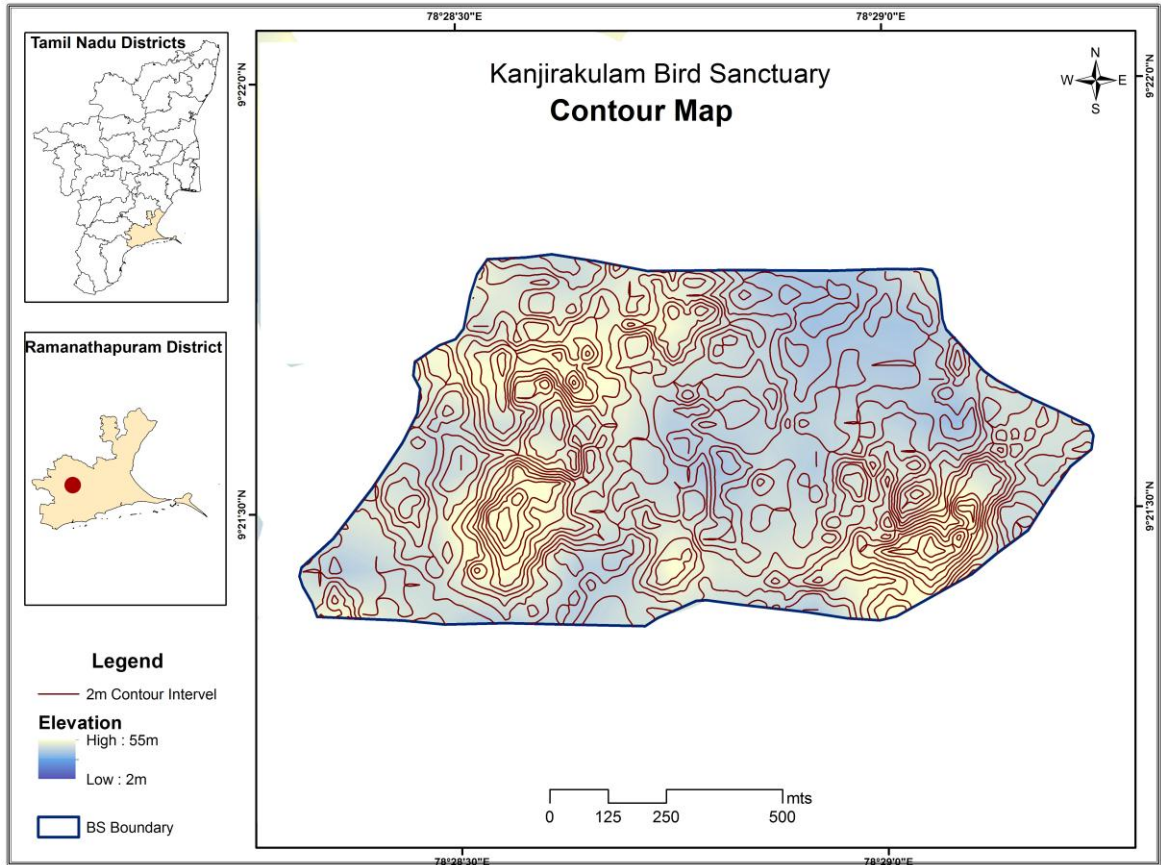 78°28'30"E
78°29'0"E
Tamil Nadu Districts
Kanjirakulam Bird Sanctuary
Contour Map
N
W
E
S
9°22'0"N
9°22'0"N
Ramanathapuram District
9°21'30"N
9°21'30"N
Legend
2m Contour Intervel
Elevation
High : 55m
Low : 2m
BS Boundary
mts
0 125 250 500
78°28'30"E
78°29'0"E